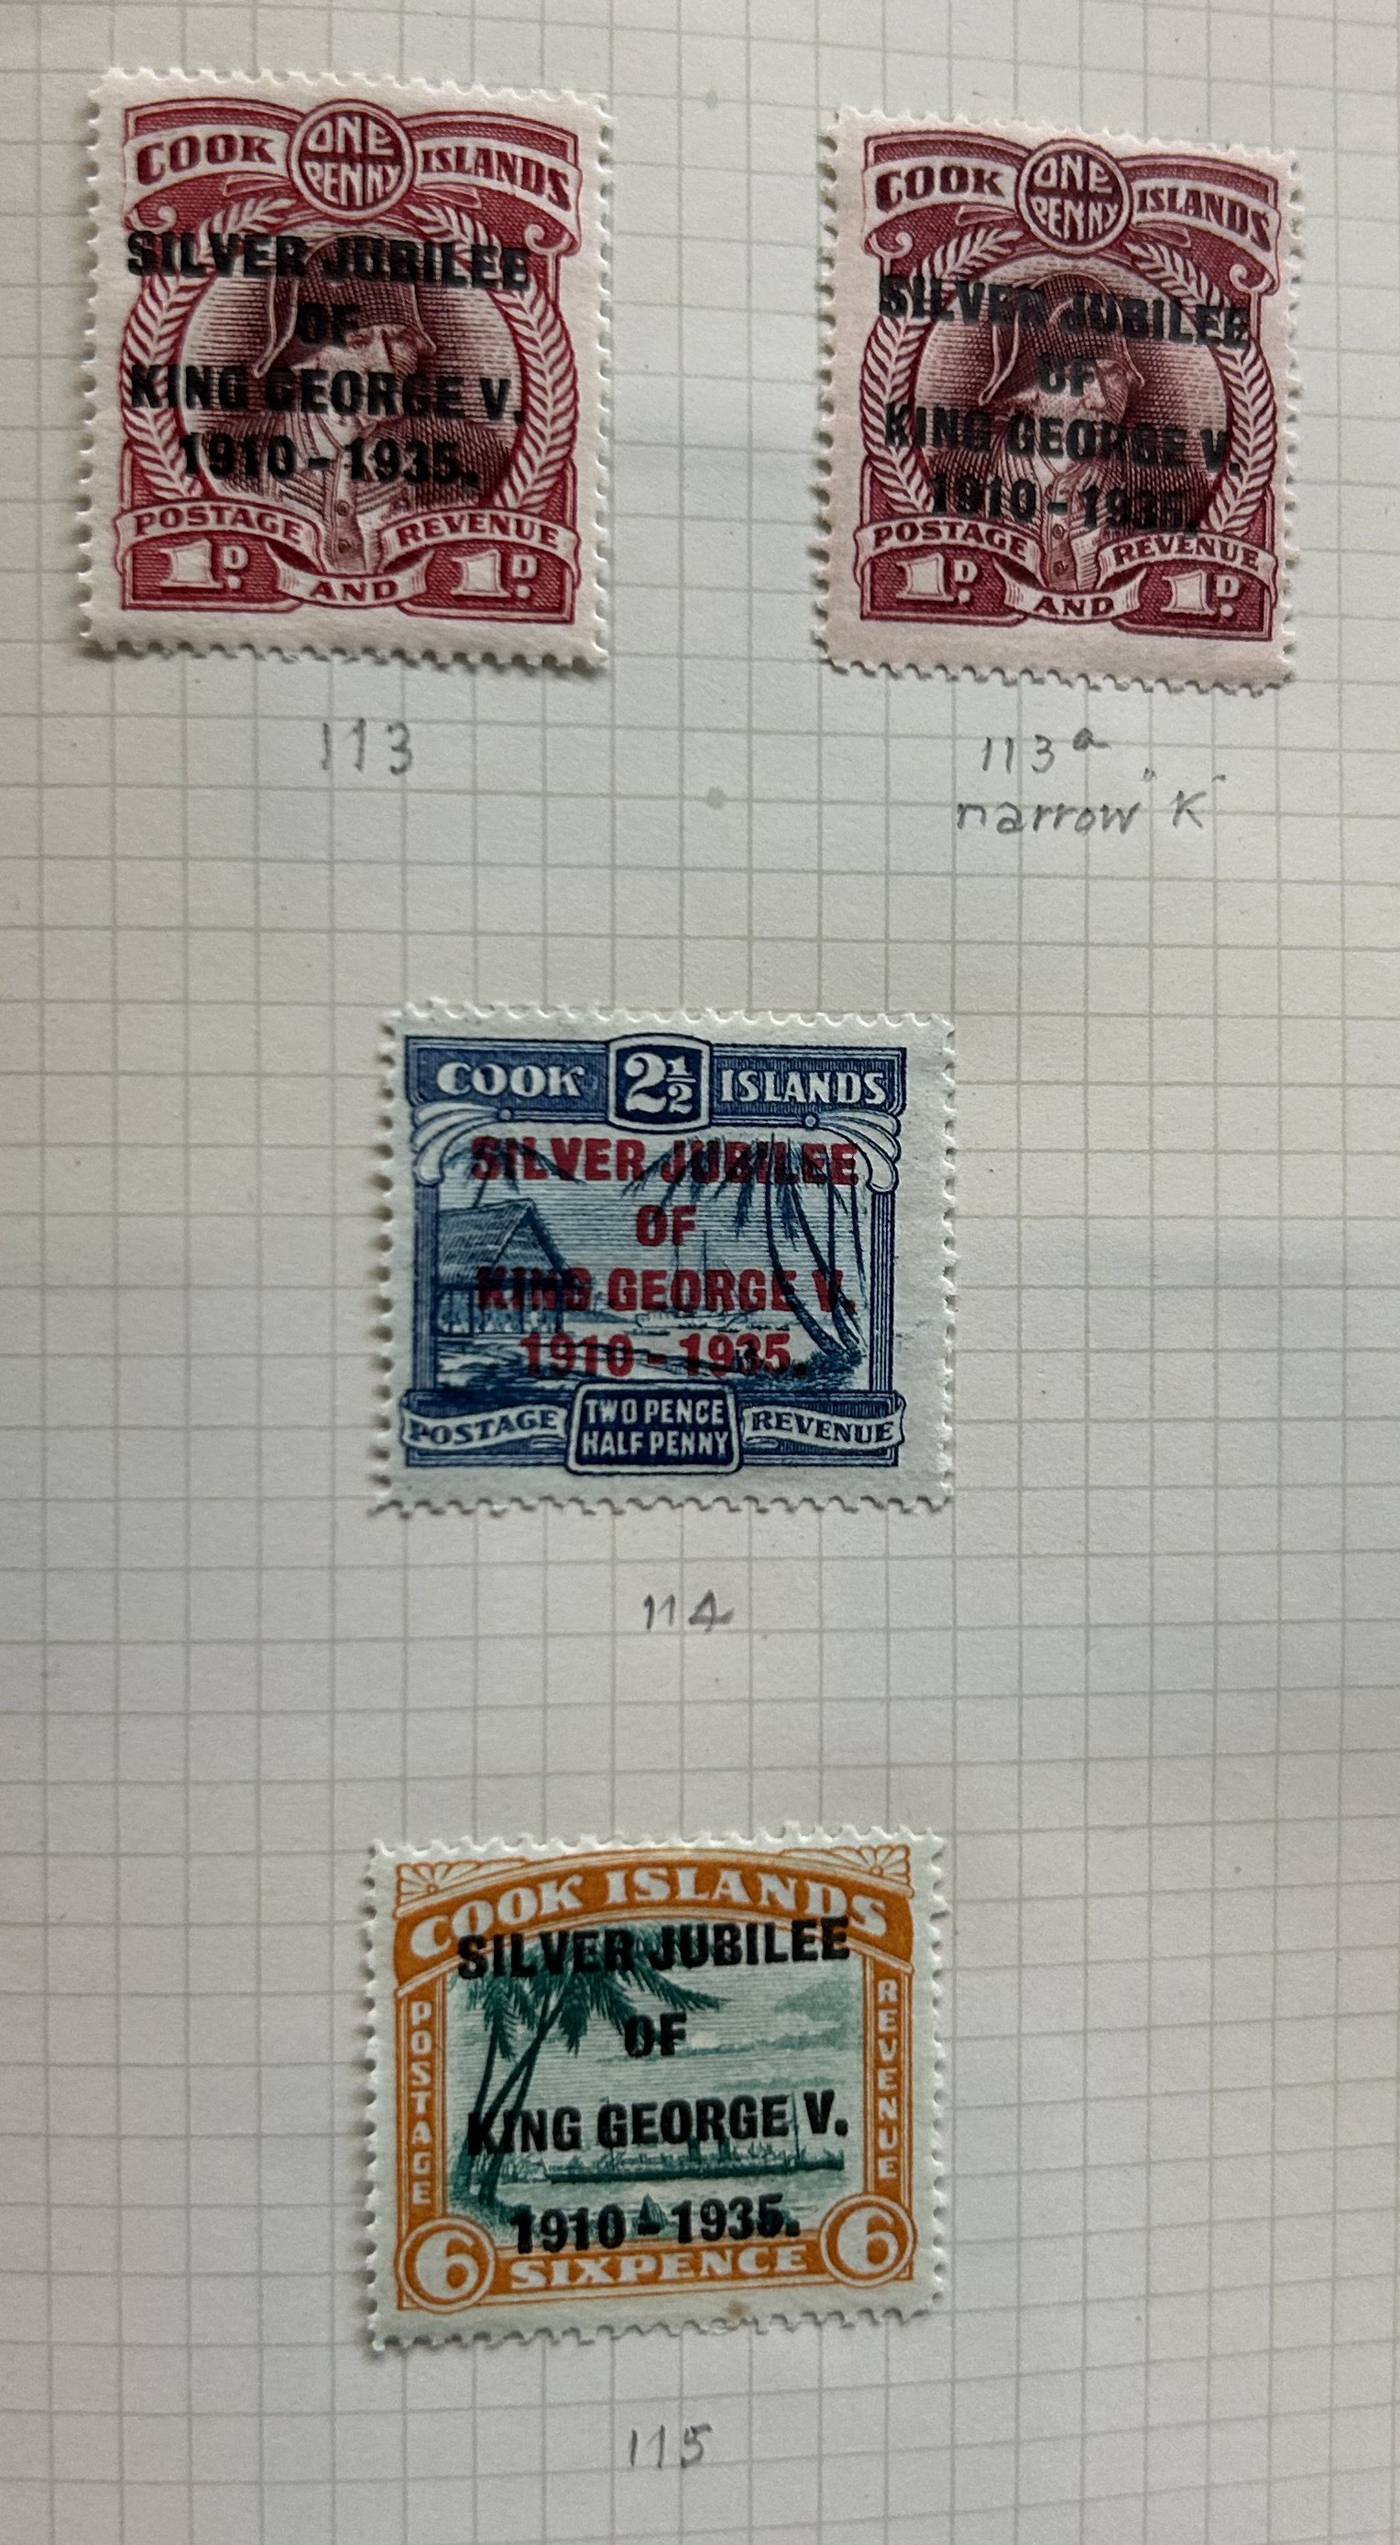 COOK ONE PENNY ISLANDS
SILVER JUBILEE
OF
KING GEORGE V.
1910 - 1935.
POSTAGE AND REVENUE
1D. 1D.
COOK ONE PENNY ISLANDS
SILVER JUBILEE
OF
KING GEORGE V.
1910 - 1935.
POSTAGE AND REVENUE
1D. 1D.
113
113a
narrow "K"
COOK 2½ ISLANDS
SILVER JUBILEE
OF
KING GEORGE V.
1910 - 1935.
POSTAGE TWO PENCE REVENUE
HALF PENNY
114
COOK ISLANDS
SILVER JUBILEE
OF
KING GEORGE V.
1910 - 1935.
POSTAGE
REVENUE
6 SIXPENCE 6
115